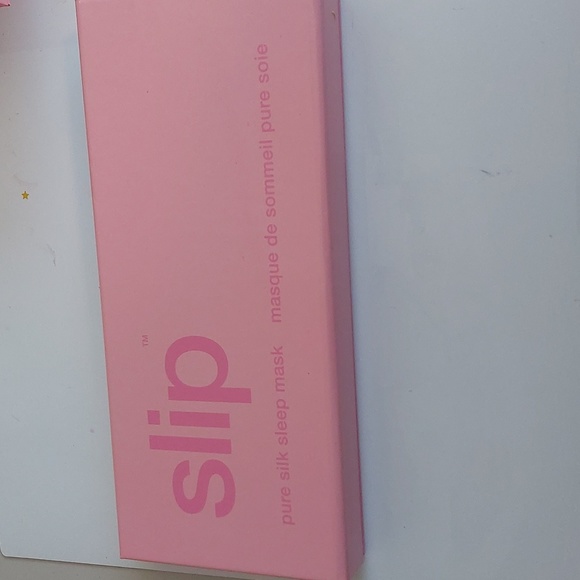 slip™
pure silk sleep mask masque de sommeil pure soie